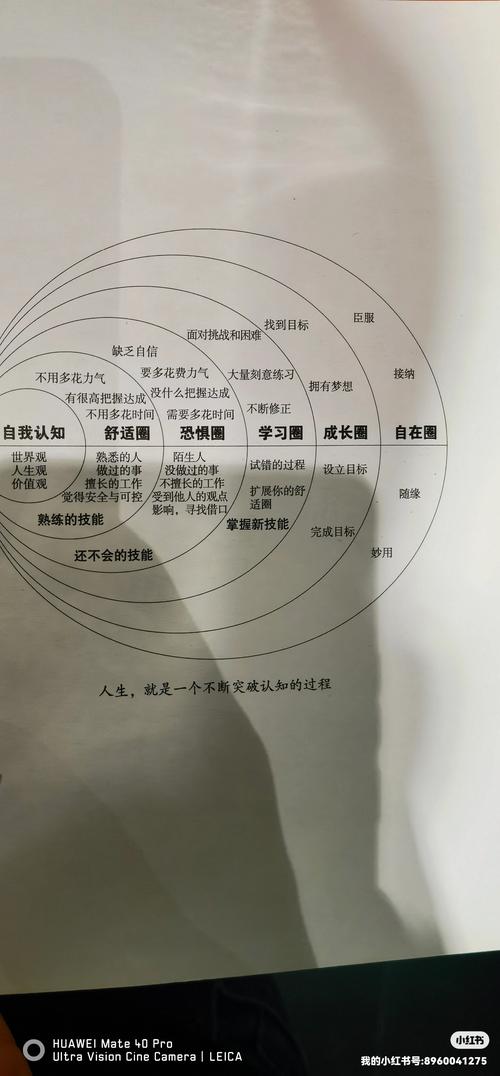 找到目标
臣服
面对挑战和困难
缺乏自信
接纳
不用多花力气
要多花费力气
大量刻意练习
拥有梦想
有很高把握达成
没什么把握达成
不用多花时间
需要多花时间
不断修正
自我认知
舒适圈
恐惧圈
学习圈
成长圈
自在圈
世界观
人生观
价值观
熟悉的人
做过的事
擅长的工作
觉得安全与可控
陌生人
没做过的事
不擅长的工作
受到他人的观点
影响，寻找借口
试错的过程
扩展你的舒
适圈
设立目标
随缘
熟练的技能
掌握新技能
完成目标
还不会的技能
妙用
人生，就是一个不断突破认知的过程
HUAWEI Mate 40 Pro
Ultra Vision Cine Camera | LEICA
小红书
我的小红书号:8960041275